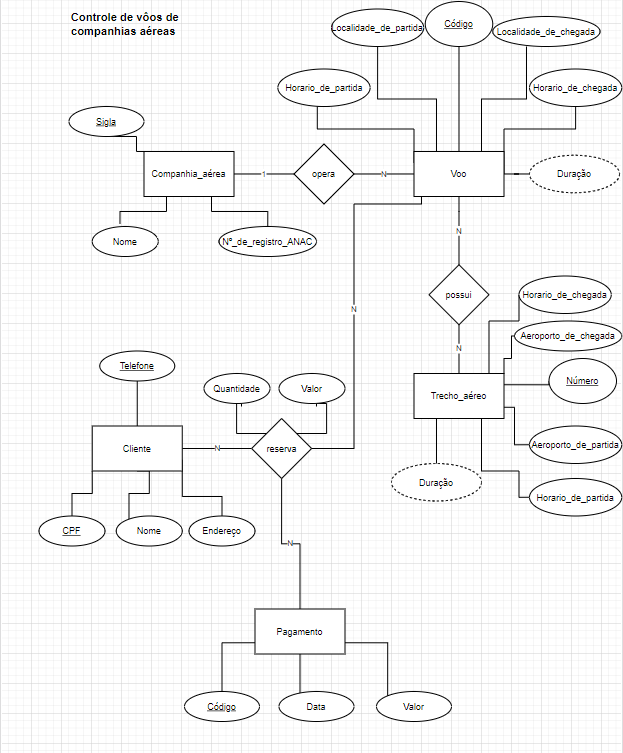 Controle de vôos de
companhias aéreas
Localidade_de_partida
Código
Localidade_de_chegada
Horario_de_partida
Horario_de_chegada
Sigla
Companhia_aérea
1
opera
N
Voo
Duração
Nome
Nº_de_registro_ANAC
N
possui
Horario_de_chegada
N
Aeroporto_de_chegada
N
Telefone
Quantidade
Valor
Trecho_aéreo
Número
Cliente
N
reserva
Aeroporto_de_partida
Duração
Horario_de_partida
CPF
Nome
Endereço
N
Pagamento
Código
Data
Valor